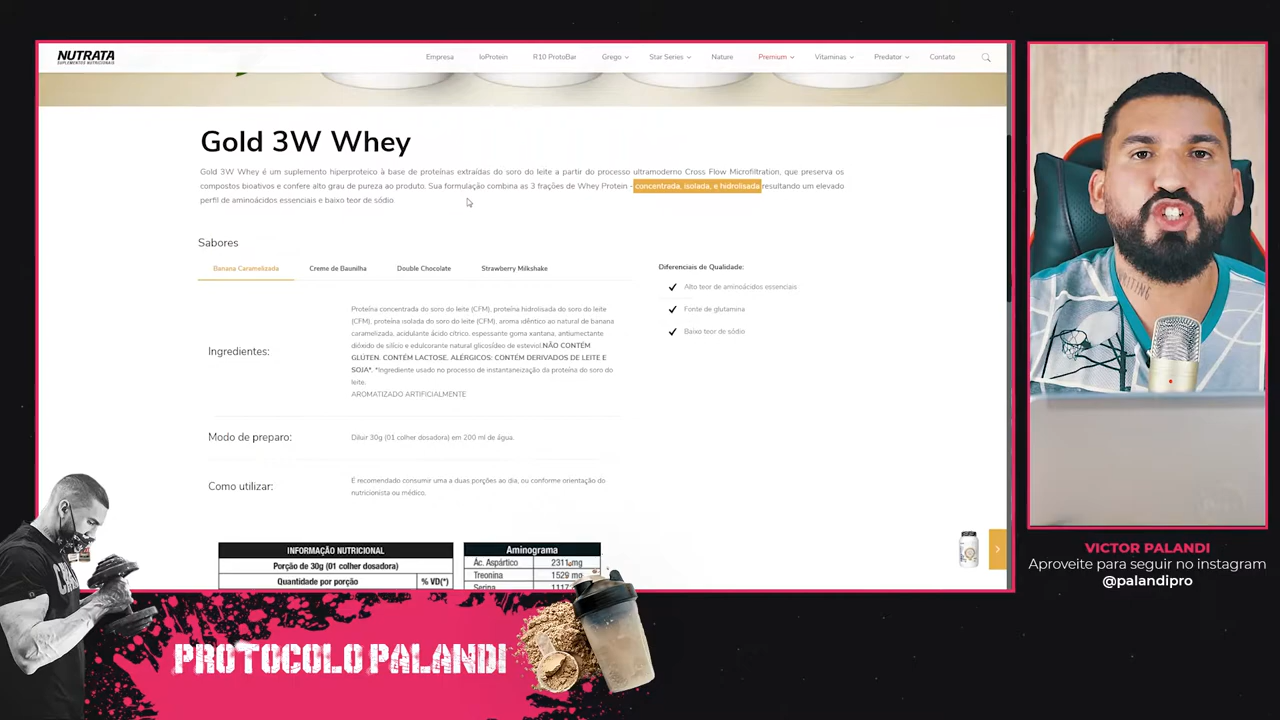 NUTRATA
SUPLEMENTOS NUTRICIONAIS
Empresa IoProtein R10 ProtoBar Grego Star Series Nature Premium Vitaminas Predator Contato
Gold 3W Whey
Gold 3W Whey é um suplemento hiperproteico à base de proteínas extraídas do soro do leite a partir do processo ultramoderno Cross Flow Microfiltration, que preserva os
compostos bioativos e confere alto grau de pureza ao produto. Sua formulação combina as 3 frações de Whey Protein - concentrada, isolada, e hidrolisada resultando um elevado
perfil de aminoácidos essenciais e baixo teor de sódio
Sabores
Banana Caramelizada Creme de Baunilha Double Chocolate Strawberry Milkshake
Diferenciais de Qualidade:
Alto teor de aminoácidos essenciais
Fonte de glutamina
Baixo teor de sódio
Ingredientes:
Proteína concentrada do soro do leite (CFM), proteína hidrolisada do soro do leite
(CFM), proteína isolada do soro do leite (CFM), aroma idêntico ao natural de banana
caramelizada, acidulante ácido cítrico, espessante goma xantana, antiumectante
dióxido de silício e edulcorante natural glicosídeo de esteviol.NÃO CONTÉM
GLÚTEN. CONTÉM LACTOSE. ALÉRGICOS: CONTÉM DERIVADOS DE LEITE E
SOJA*. *Ingrediente usado no processo de instantaneização da proteína do soro do
leite.
AROMATIZADO ARTIFICIALMENTE
Modo de preparo:
Diluir 30g (01 colher dosadora) em 200 ml de água.
Como utilizar:
É recomendado consumir uma a duas porções ao dia, ou conforme orientação do
nutricionista ou médico.
INFORMAÇÃO NUTRICIONAL
Porção de 30g (01 colher dosadora)
Quantidade por porção % VD(*)
Aminograma
Ác. Aspártico 2311mg
Treonina 1529 mg
Serina
VICTOR PALANDI
Aproveite para seguir no instagram
@palandipro
PROTOCOLO PALANDI